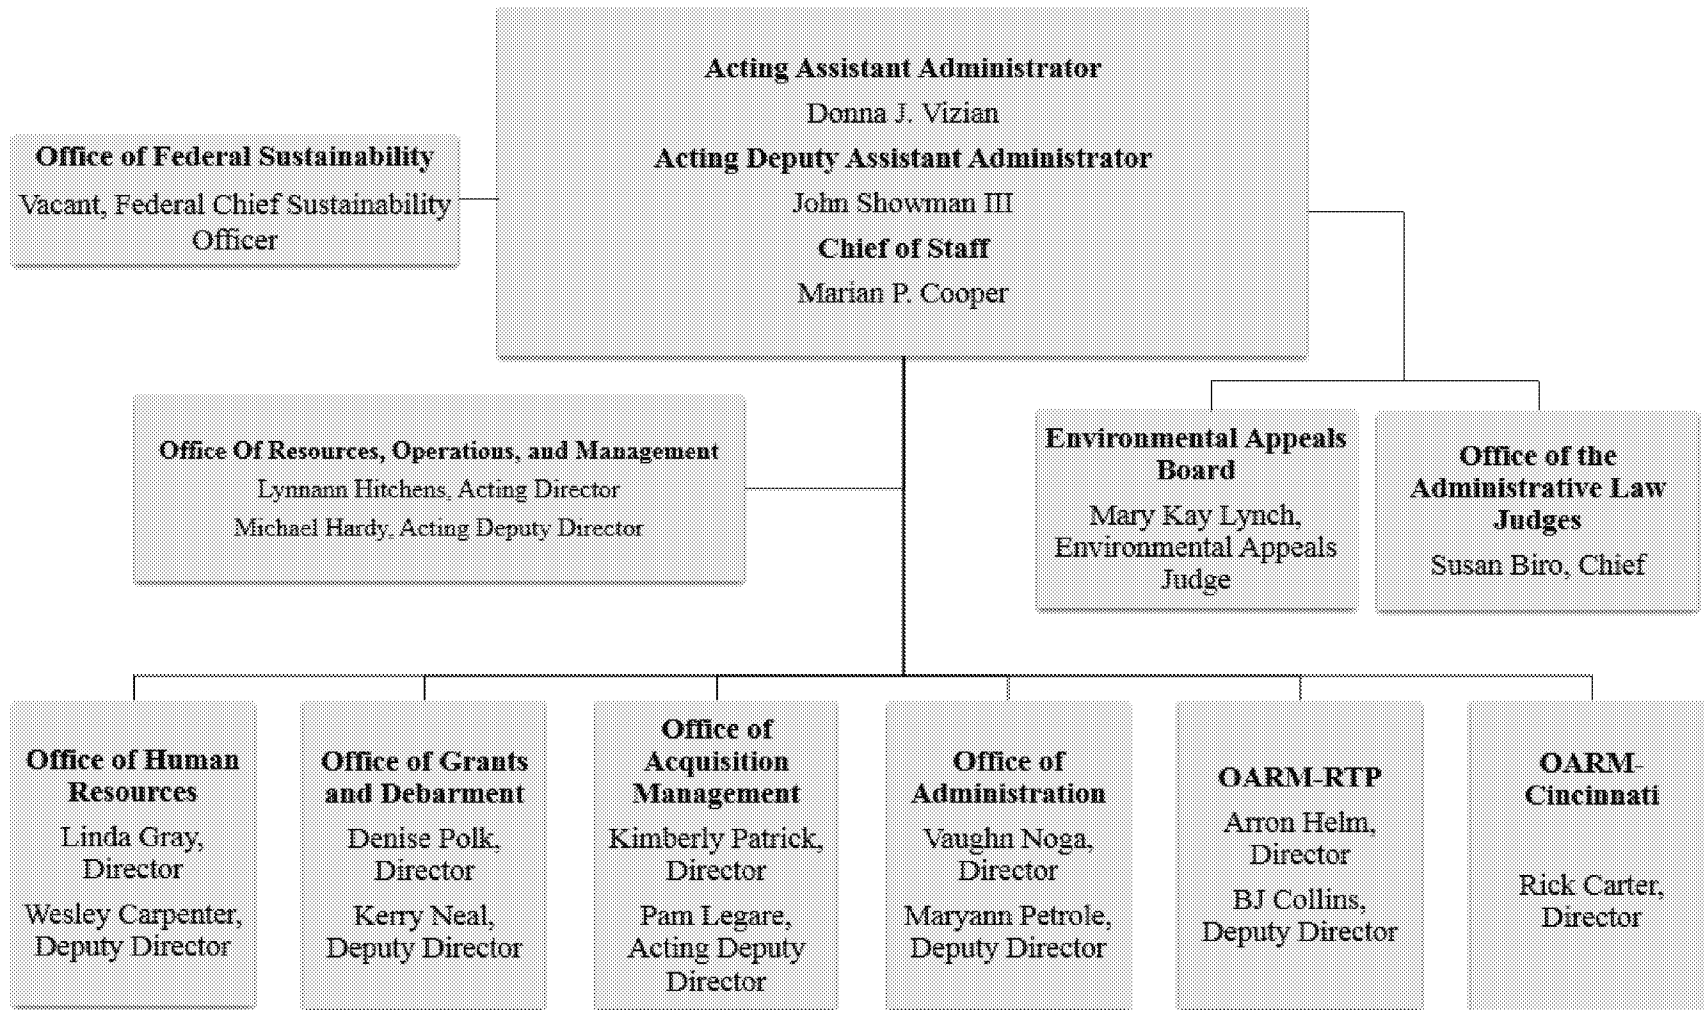 Acting Assistant Administrator
Donna J. Vizian
Acting Deputy Assistant Administrator
John Showman III
Chief of Staff
Marian P. Cooper
Office of Federal Sustainability
Vacant, Federal Chief Sustainability
Officer
Office Of Resources, Operations, and Management
Lynnann Hitchens, Acting Director
Michael Hardy, Acting Deputy Director
Environmental Appeals
Board
Mary Kay Lynch,
Environmental Appeals
Judge
Office of the
Administrative Law
Judges
Susan Biro, Chief
Office of Human
Resources
Linda Gray,
Director
Wesley Carpenter,
Deputy Director
Office of Grants
and Debarment
Denise Polk,
Director
Kerry Neal,
Deputy Director
Office of
Acquisition
Management
Kimberly Patrick,
Director
Pam Legare,
Acting Deputy
Director
Office of
Administration
Vaughn Noga,
Director
Maryann Petrole,
Deputy Director
OARM-RTP
Arron Helm,
Director
BJ Collins,
Deputy Director
OARM-
Cincinnati
Rick Carter,
Director